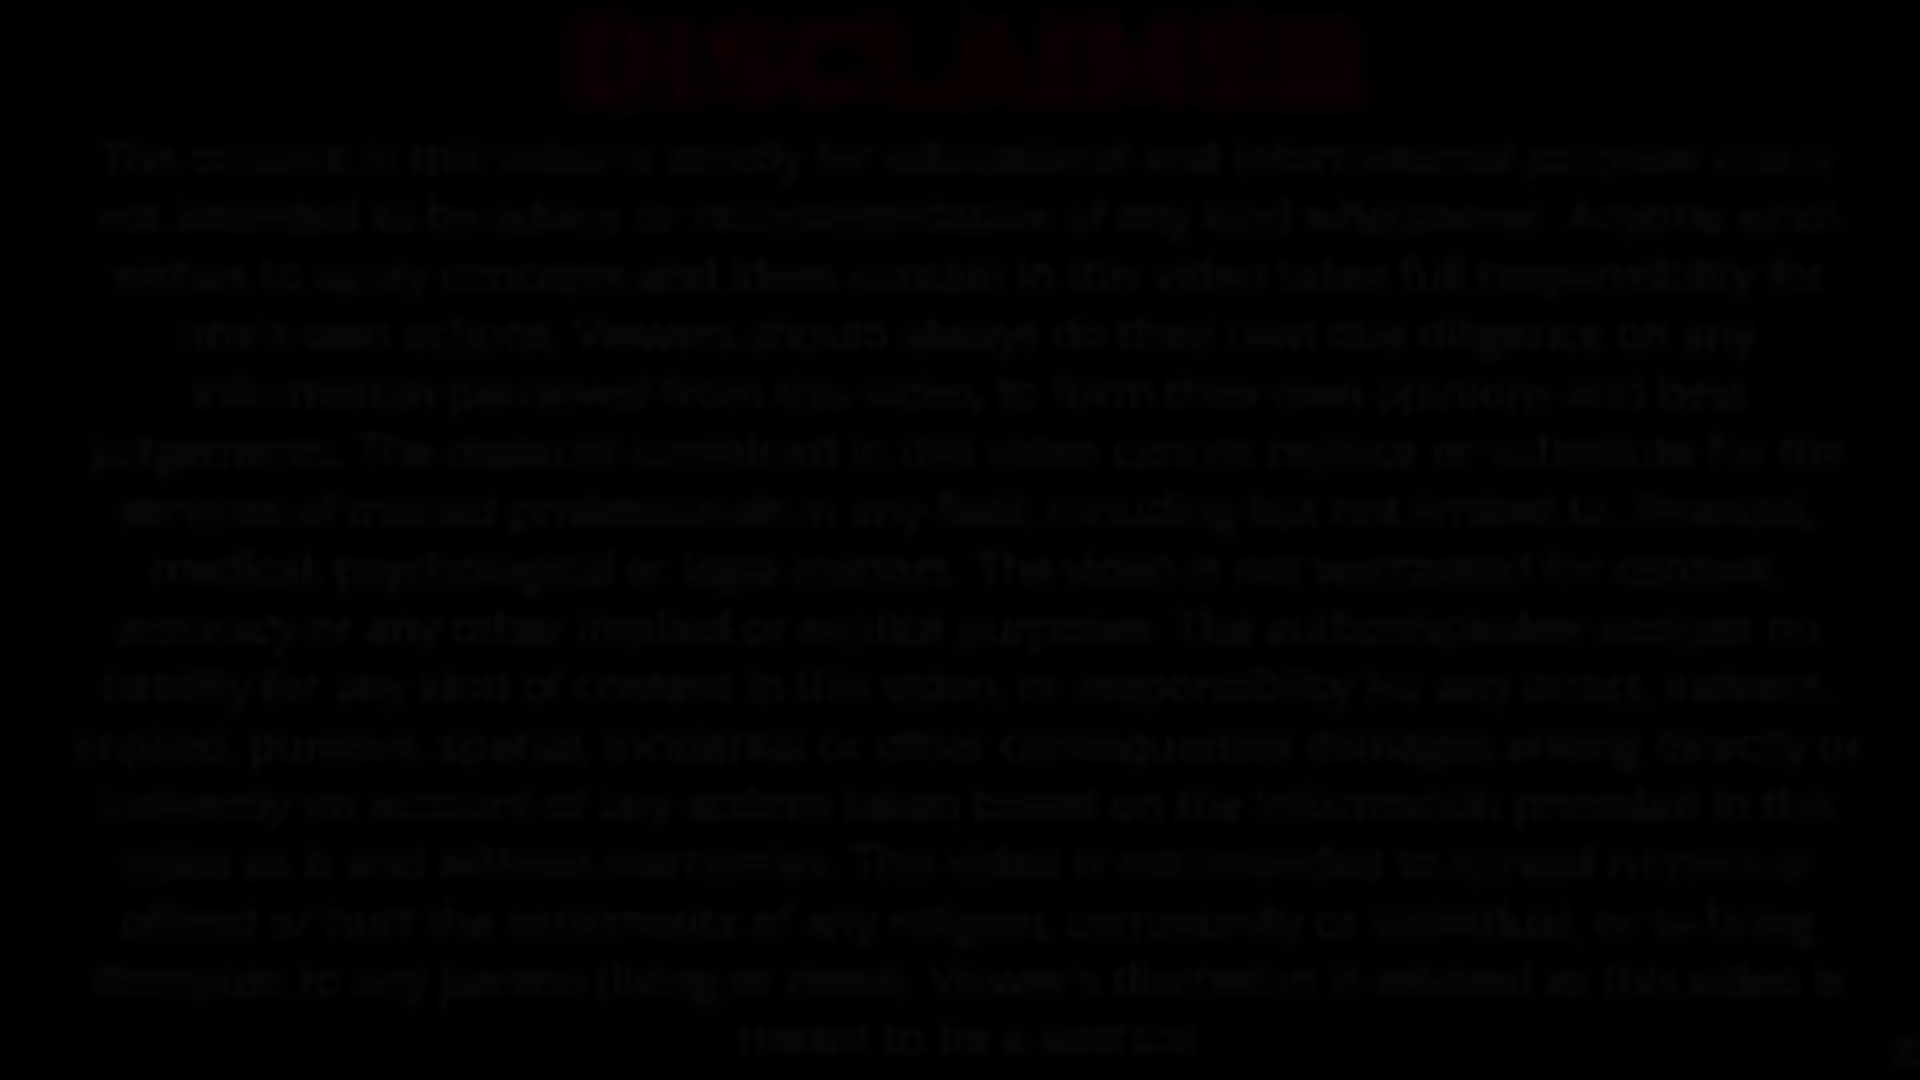 DISCLAIMER
The content in this video is strictly for educational and informational purpose and is
not intended to be advice or recommendation of any kind whatsoever. Anyone who
wishes to apply concepts and ideas contain in this video takes full responsibility for
one's own actions. Viewers should always do their own due diligence on any
information perceived from this video, to form their own opinions and best
judgements. The material contained in this video cannot replace or substitute for the
services of trained professionals in any field, including but not limited to, financial,
medical, psychological or legal matters. The video is not warranted for content,
accuracy or any other implied or explicit purpose. The author/speaker accepts no
liability for any kind of content in this video, or responsibility for any direct, indirect,
implied, punitive, special, incidental or other consequential damages arising directly or
indirectly on account of any actions taken based on the information provided in this
video as is and without warranties. This video is not intended to spread rumors or
offend or hurt the sentiments of any religion, community or individual, or to bring
disrepute to any person (living or dead). Viewer's discretion is advised as this video is
meant to be a